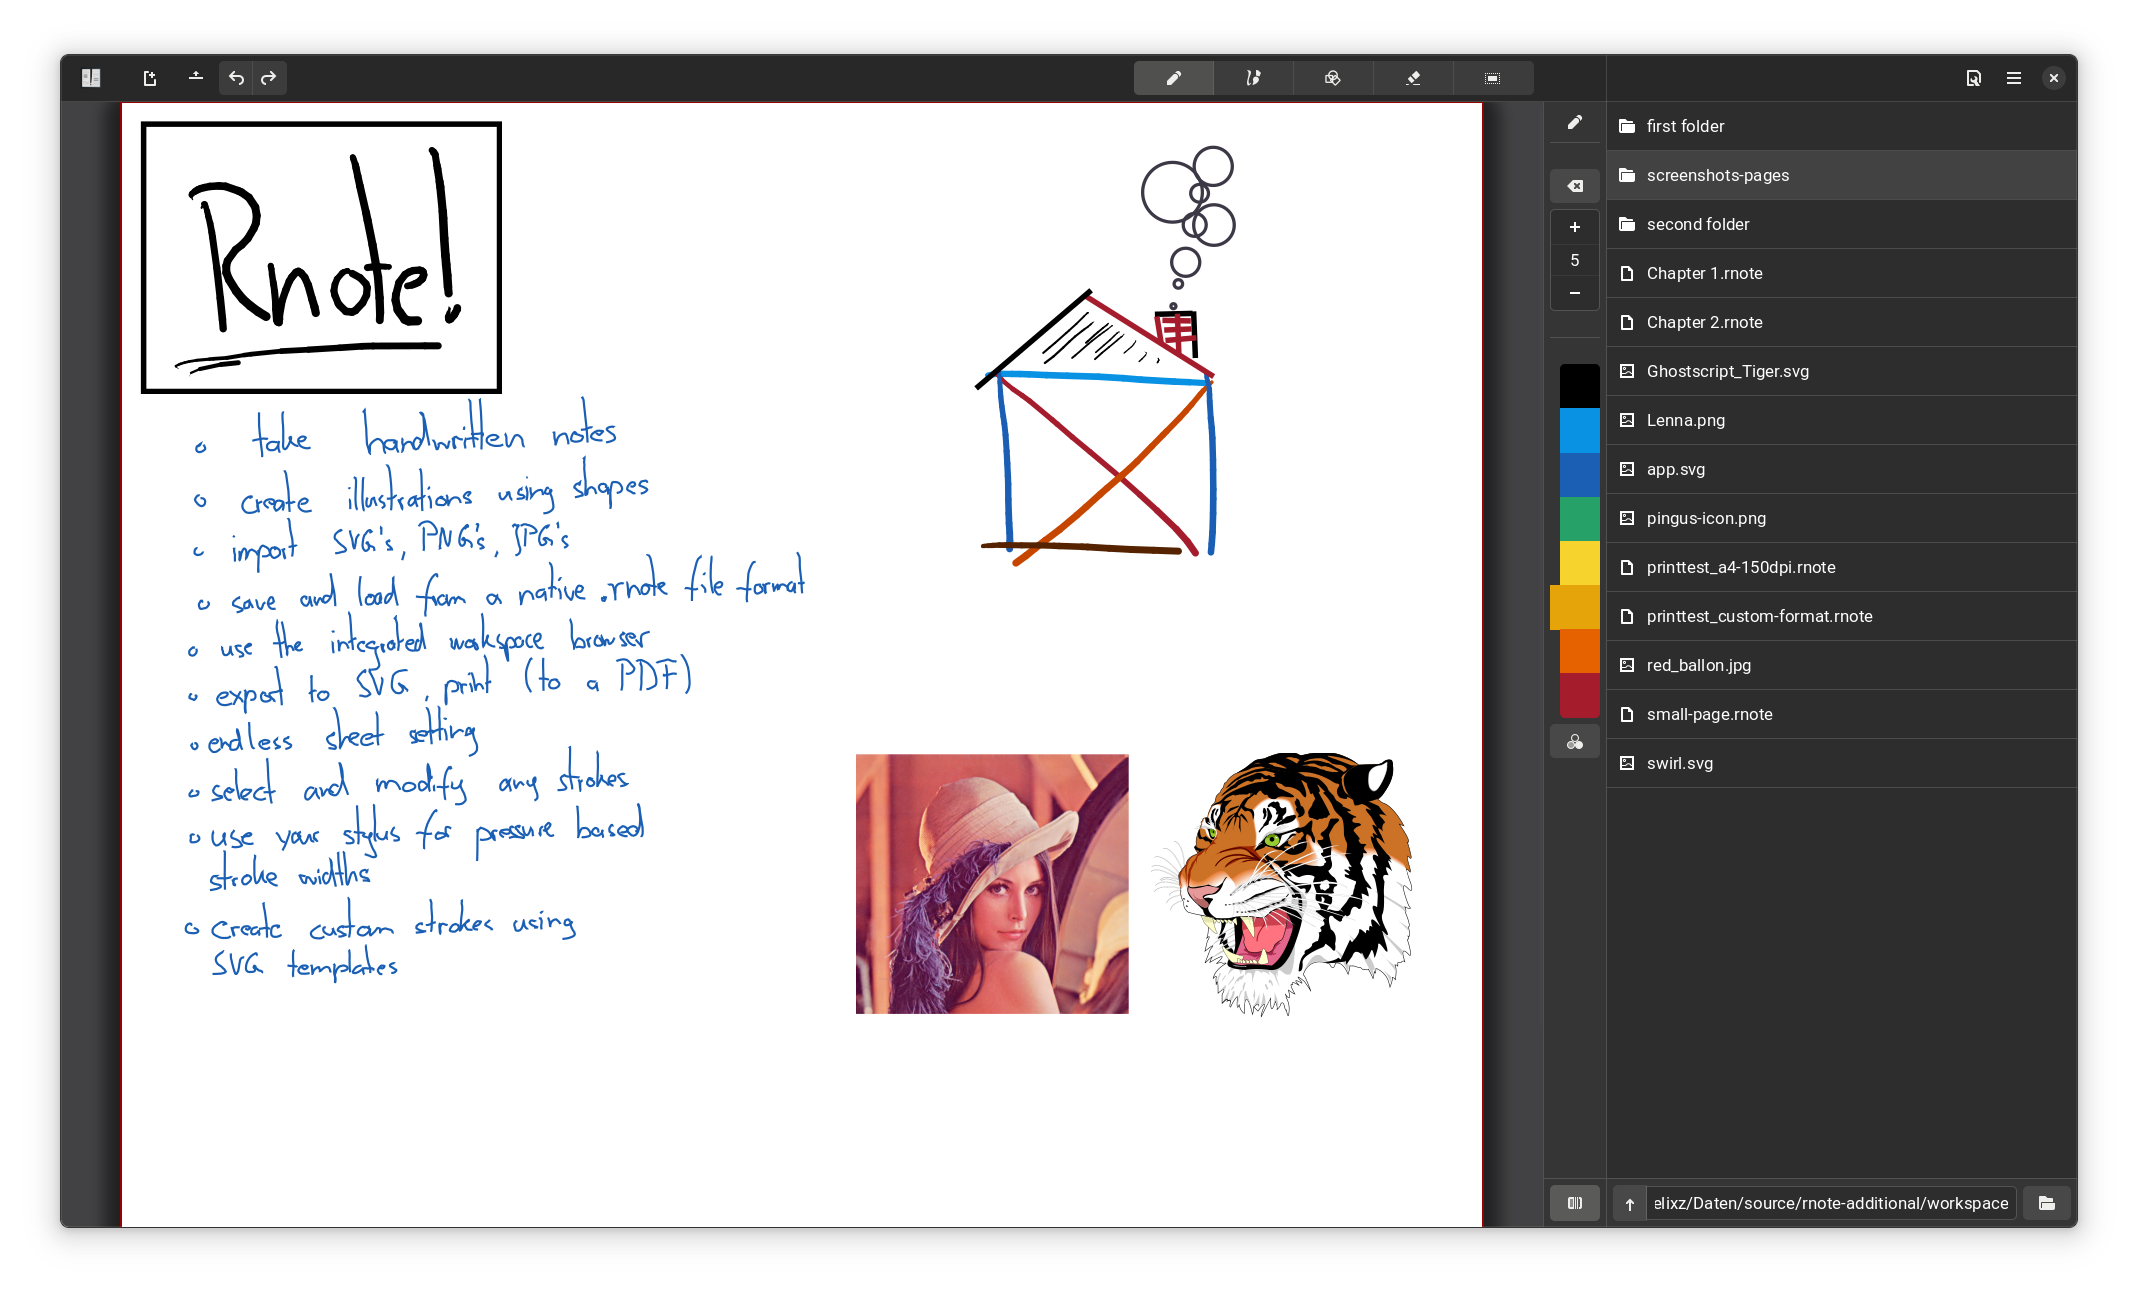 Rnote!
take handwritten notes
create illustrations using shapes
import SVG's, PNG's, JPG's
save and load from a native .rnote file format
use the integrated workspace browser
export to SVG, print (to a PDF)
endless sheet setting
select and modify any strokes
use your stylus for pressure based
stroke widths
Create custom strokes using
SVG templates
+
5
−
first folder
screenshots-pages
second folder
Chapter 1.rnote
Chapter 2.rnote
Ghostscript_Tiger.svg
Lenna.png
app.svg
pingus-icon.png
printtest_a4-150dpi.rnote
printtest_custom-format.rnote
red_ballon.jpg
small-page.rnote
swirl.svg
elixz/Daten/source/rnote-additional/workspace